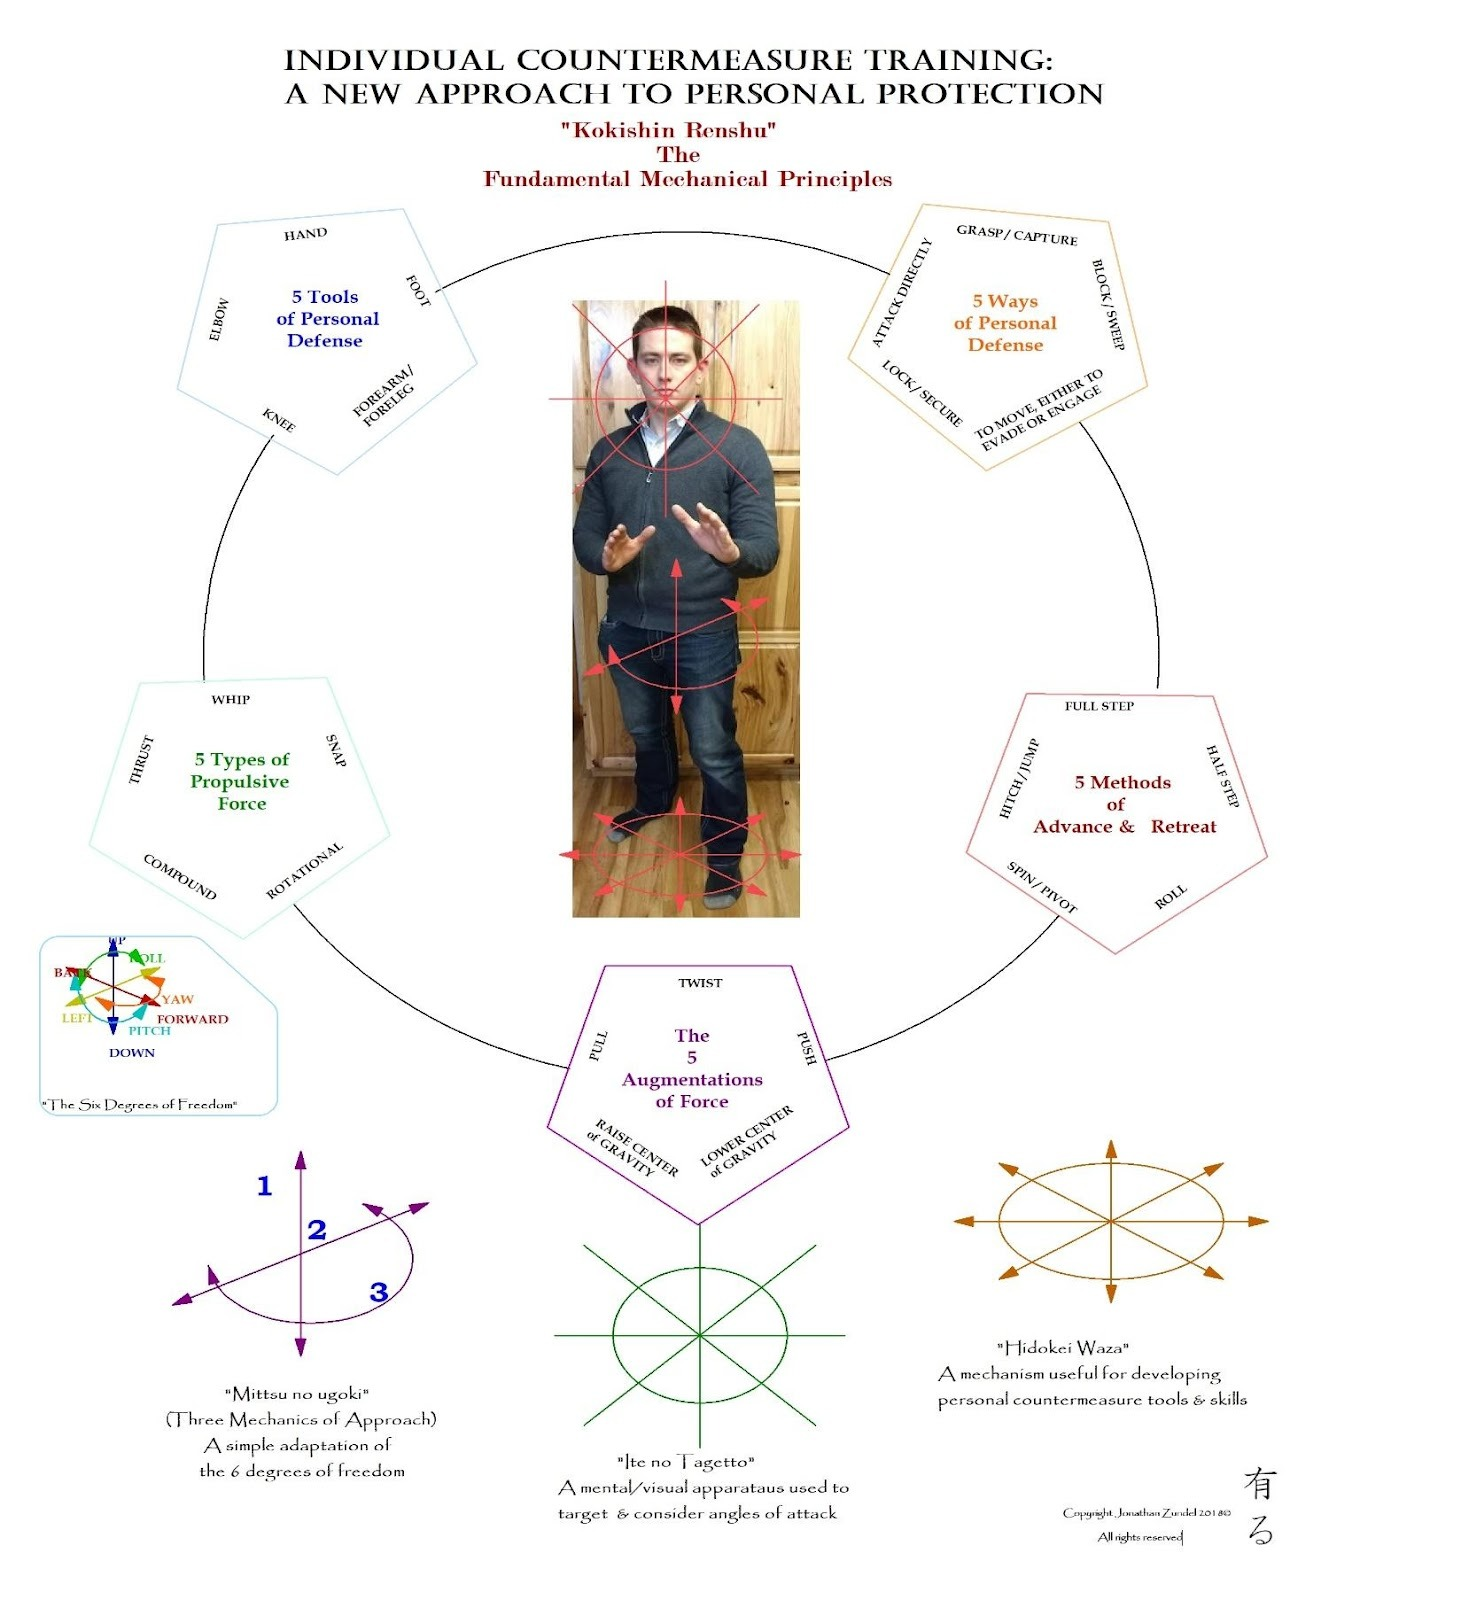 INDIVIDUAL COUNTERMEASURE TRAINING:
A NEW APPROACH TO PERSONAL PROTECTION
"Kokishin Renshu"
The
Fundamental Mechanical Principles
HAND
FOOT
FOREARM/
FORELEG
KNEE
ELBOW
5 Tools
of Personal
Defense
GRASP / CAPTURE
BLOCK / SWEEP
TO MOVE, EITHER TO
EVADE OR ENGAGE
LOCK / SECURE
ATTACK DIRECTLY
5 Ways
of Personal
Defense
WHIP
SNAP
ROTATIONAL
COMPOUND
THRUST
5 Types of
Propulsive
Force
FULL STEP
HALF STEP
ROLL
SPIN / PIVOT
HITCH / JUMP
5 Methods
of
Advance & Retreat
TWIST
PUSH
LOWER CENTER
of GRAVITY
RAISE CENTER
of GRAVITY
PULL
The
5
Augmentations
of Force
UP
ROLL
BACK
YAW
LEFT
FORWARD
PITCH
DOWN
"The Six Degrees of Freedom"
1
2
3
"Mittsu no ugoki"
(Three Mechanics of Approach)
A simple adaptation of
the 6 degrees of freedom
"Ite no Tagetto"
A mental/visual apparataus used to
target & consider angles of attack
"Hidokei Waza"
A mechanism useful for developing
personal countermeasure tools & skills
Copyright Jonathan Zundel 2018©
All rights reserved
有る